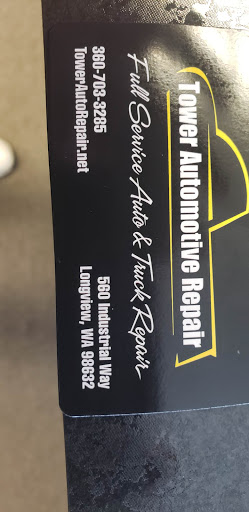 Tower Automotive Repair
Full Service Auto & Truck Repair
360-703-3285
TowerAutoRepair.net
560 Industrial Way
Longview, WA 98632